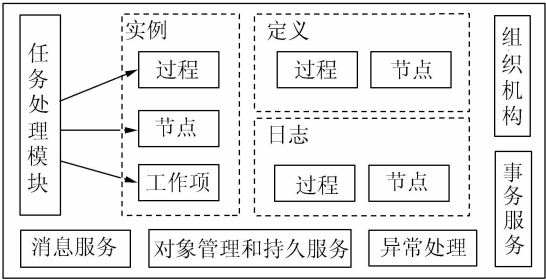 任务处理模块
实例
过程
节点
工作项
定义
过程 节点
日志
过程 节点
组织机构
事务服务
消息服务 对象管理和持久服务 异常处理